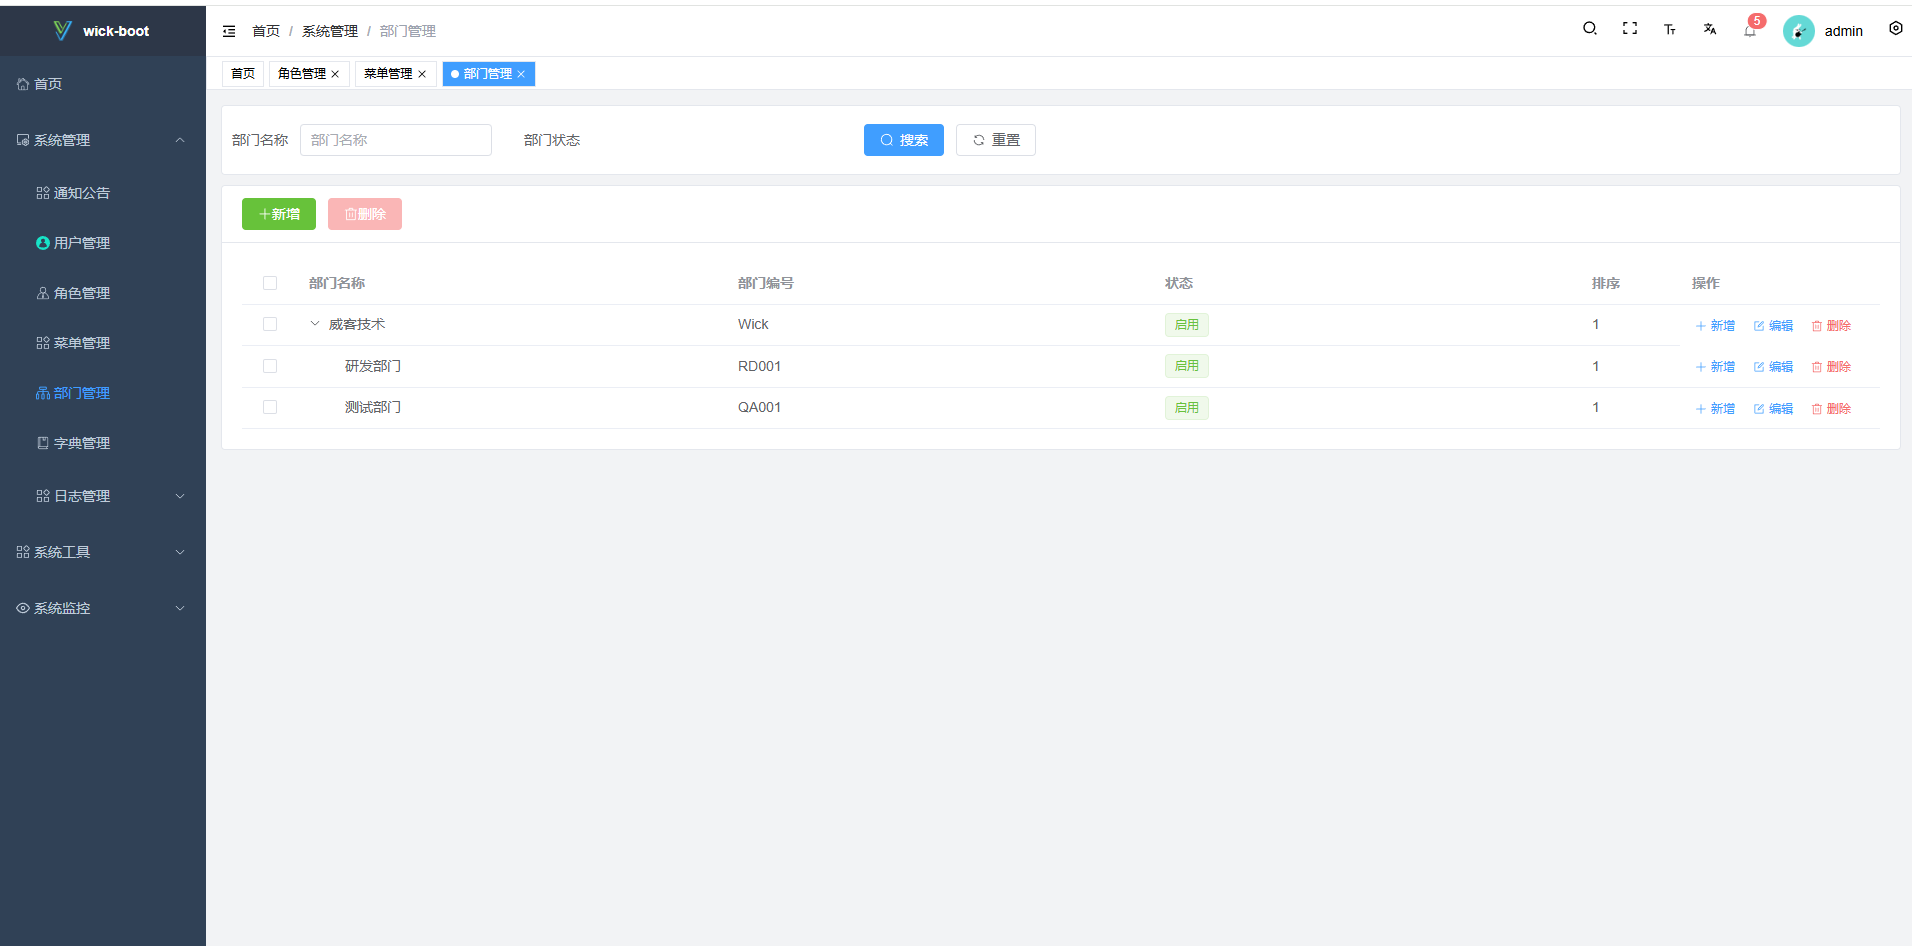 wick-boot
首页
系统管理
通知公告
用户管理
角色管理
菜单管理
部门管理
字典管理
日志管理
系统工具
系统监控
首页 / 系统管理 / 部门管理
5
admin
首页 角色管理 菜单管理 部门管理
部门名称 部门名称 部门状态 搜索 重置
新增 删除
部门名称 部门编号 状态 排序 操作
威客技术 Wick 启用 1 新增 编辑 删除
研发部门 RD001 启用 1 新增 编辑 删除
测试部门 QA001 启用 1 新增 编辑 删除